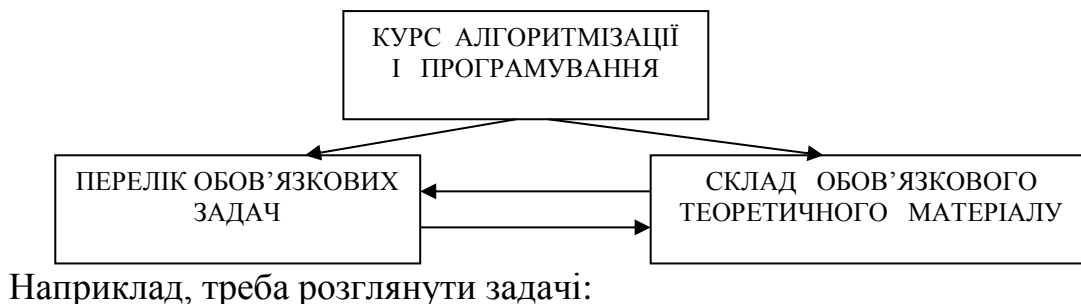 КУРС АЛГОРИТМІЗАЦІЇ
І ПРОГРАМУВАННЯ
ПЕРЕЛІК ОБОВ’ЯЗКОВИХ
ЗАДАЧ
СКЛАД ОБОВ’ЯЗКОВОГО
ТЕОРЕТИЧНОГО МАТЕРІАЛУ
Наприклад, треба розглянути задачі: